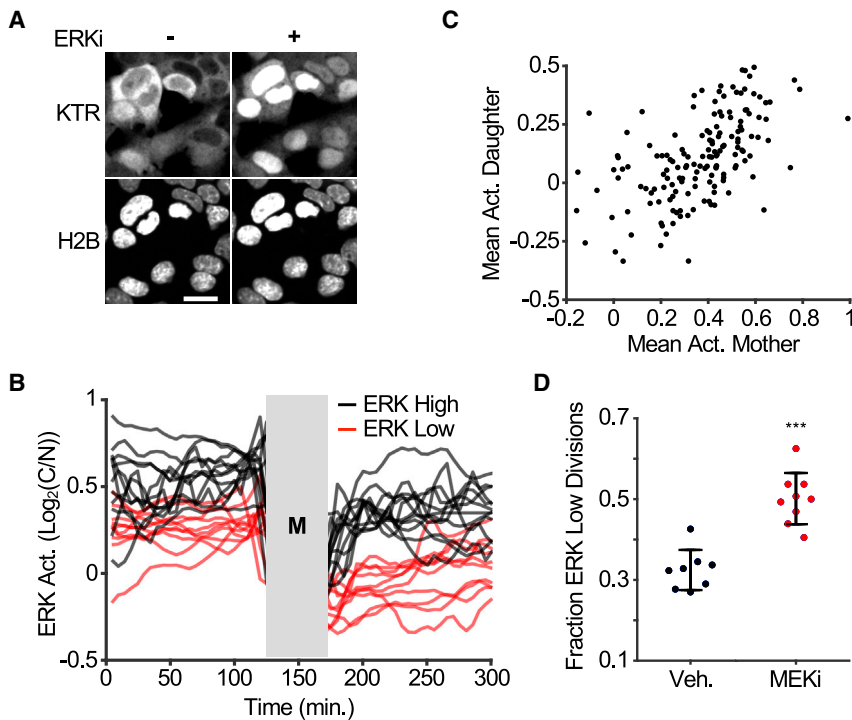 A
ERKi - +
KTR
H2B
B
ERK Act. (Log₂(C/N))
1
0.5
0
-0.5
0 50 100 150 200 250 300
Time (min.)
ERK High
ERK Low
M
C
Mean Act. Daughter
0.5
0.25
0
-0.25
-0.5
-0.2 0 0.2 0.4 0.6 0.8 1
Mean Act. Mother
D
Fraction ERK Low Divisions
0.7
0.5
0.3
0.1
***
Veh. MEKi